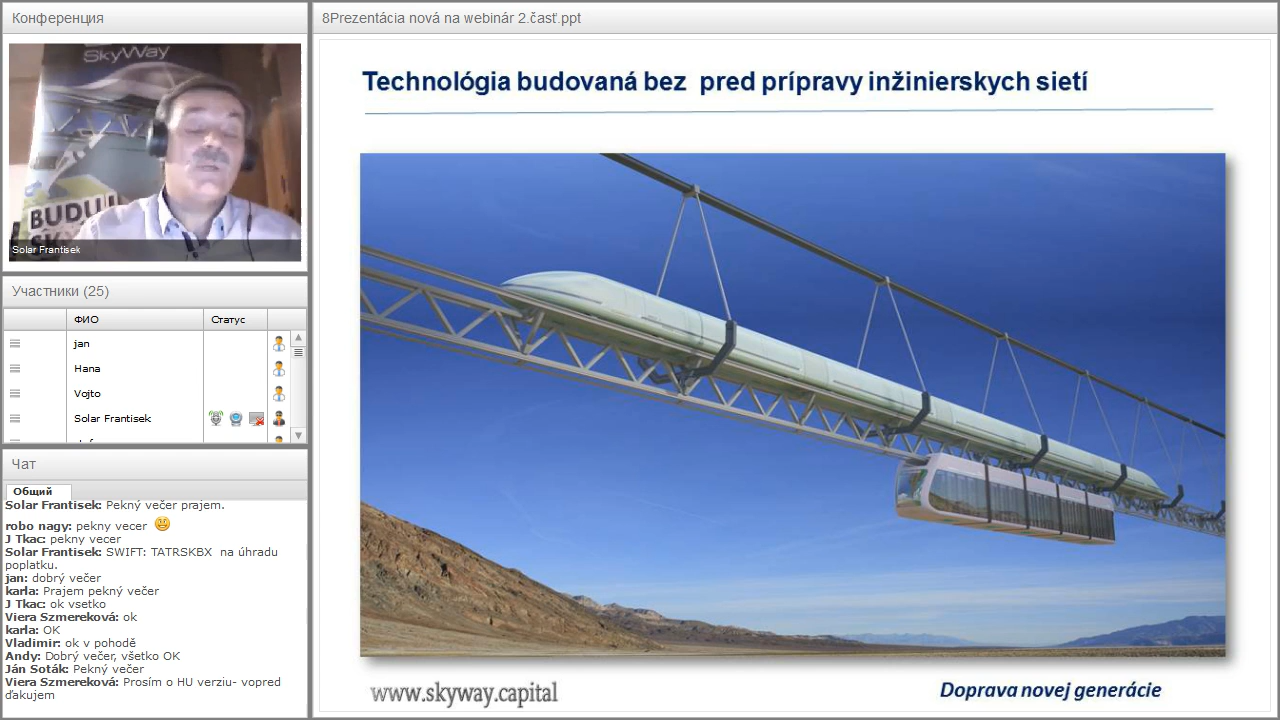 Конференция
SkyWay
BUDU
Solar Frantisek
Участники (25)
ФИО Статус
jan
Hana
Vojto
Solar Frantisek
Чат
Общий
Solar Frantisek: Pekný večer prajem.
robo nagy: pekny vecer
J Tkac: pekny vecer
Solar Frantisek: SWIFT: TATRSKBX na úhradu
poplatku.
jan: dobrý večer
karla: Prajem pekný večer
J Tkac: ok vsetko
Viera Szmereková: ok
karla: OK
Vladimir: ok v pohodě
Andy: Dobrý večer, všetko OK
Ján Soták: Pekný večer
Viera Szmereková: Prosím o HU verziu- vopred
ďakujem
8Prezentácia nová na webinár 2.časť.ppt
Technológia budovaná bez pred prípravy inžinierskych sietí
www.skyway.capital
Doprava novej generácie